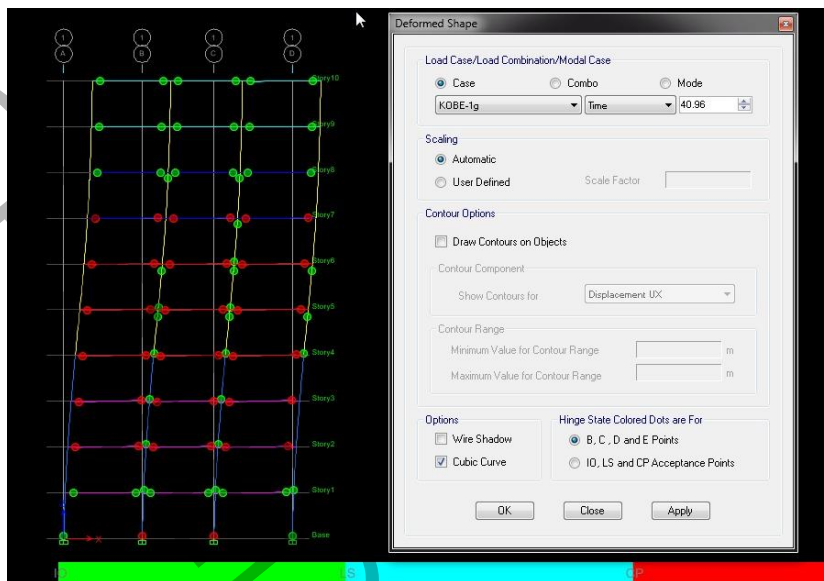 Deformed Shape
1 1 1 1
A B C D
Story10
Story9
Story8
Story7
Story6
Story5
Story4
Story3
Story2
Story1
Base
X
Load Case/Load Combination/Modal Case
Case Combo Mode
KOBE-1g Time 40.96
Scaling
Automatic
User Defined Scale Factor
Contour Options
Draw Contours on Objects
Contour Component
Show Contours for Displacement UX
Contour Range
Minimum Value for Contour Range m
Maximum Value for Contour Range m
Options
Wire Shadow
Cubic Curve
Hinge State Colored Dots are For
B, C , D and E Points
IO, LS and CP Acceptance Points
OK Close Apply
IO LS CP